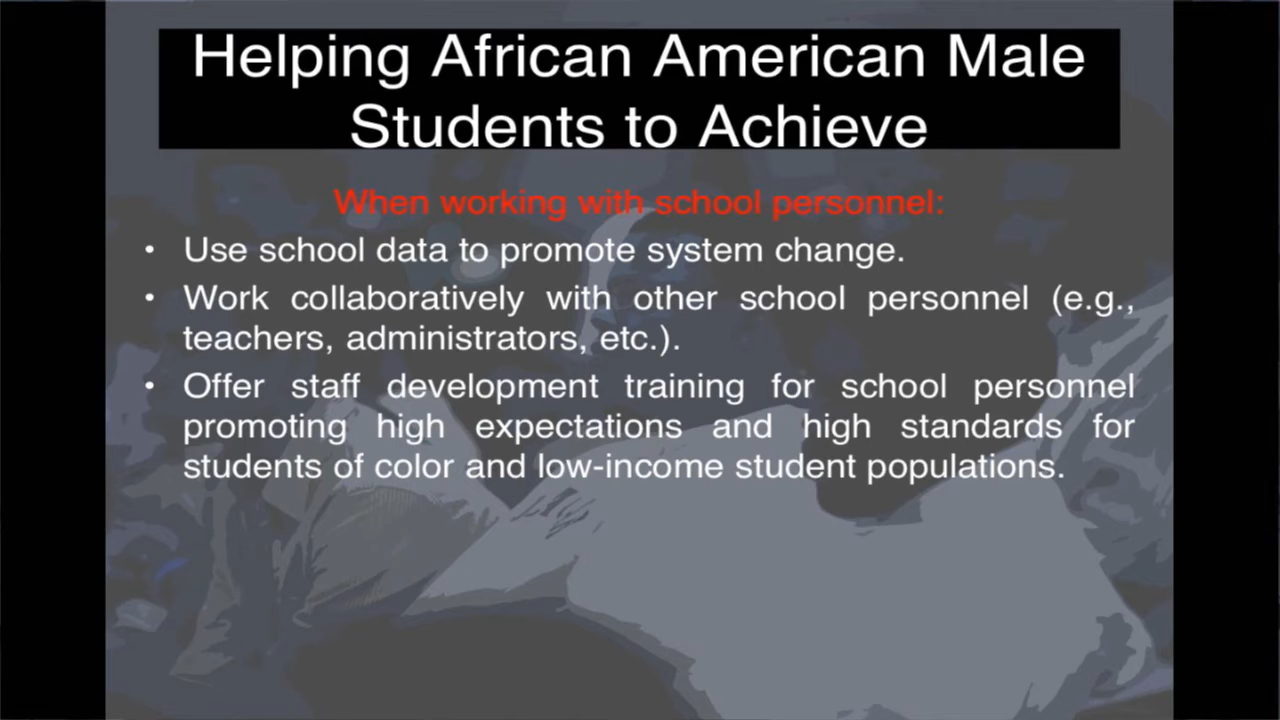 Helping African American Male
Students to Achieve
When working with school personnel:
• Use school data to promote system change.
• Work collaboratively with other school personnel (e.g.,
teachers, administrators, etc.).
• Offer staff development training for school personnel
promoting high expectations and high standards for
students of color and low-income student populations.